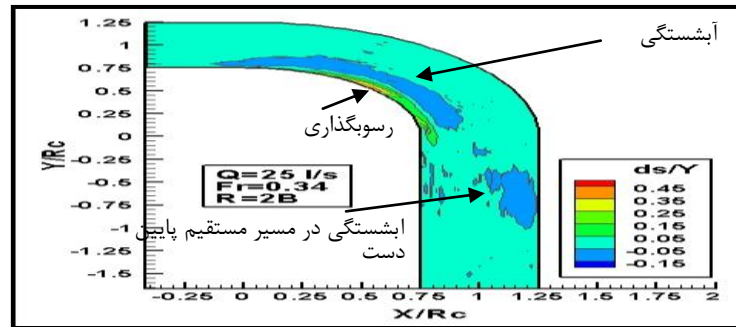 1.25
1
0.75
0.5
0.25
0
-0.25
-0.5
-0.75
-1
-1.25
-1.5
Y/Rc
آبشستگی
رسوبگذاری
Q=25 l/s
Fr=0.34
R=2B
ابشستگی در مسیر مستقیم پایین
دست
ds/Y
0.45
0.35
0.25
0.15
0.05
-0.05
-0.15
-0.25 0 0.25 0.5 0.75 1 1.25 1.5 1.75 2
X/Rc